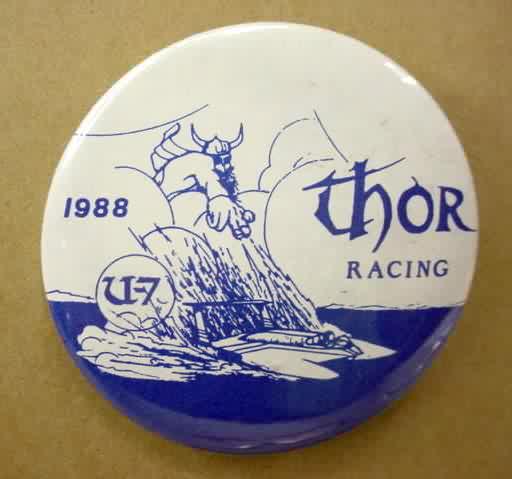 1988
Thor
RACING
U-7